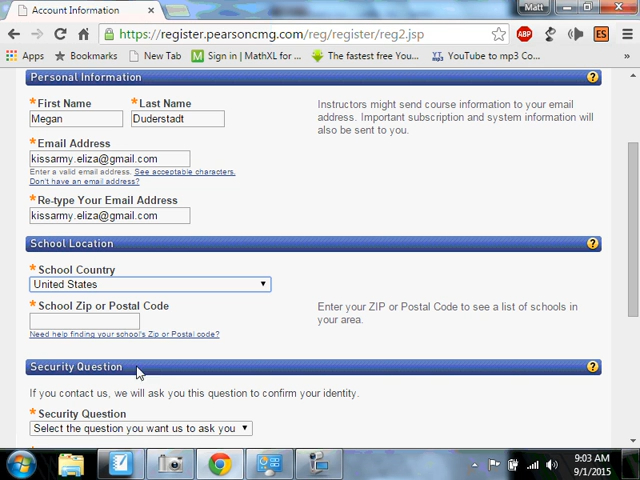 Account Information
Matt
https://register.pearsoncmg.com/reg/register/reg2.jsp
ABP
ES
Apps
Bookmarks
New Tab
Sign in | MathXL for ...
The fastest free You...
YouTube to mp3 Co...
Personal Information
?
* First Name
* Last Name
Megan
Duderstadt
Instructors might send course information to your email
address. Important subscription and system information will
also be sent to you.
* Email Address
kissarmy.eliza@gmail.com
Enter a valid email address. See acceptable characters.
Don't have an email address?
* Re-type Your Email Address
kissarmy.eliza@gmail.com
School Location
?
* School Country
United States
* School Zip or Postal Code
Enter your ZIP or Postal Code to see a list of schools in
your area.
Need help finding your school's Zip or Postal code?
Security Question
?
If you contact us, we will ask you this question to confirm your identity.
* Security Question
Select the question you want us to ask you
9:03 AM
9/1/2015